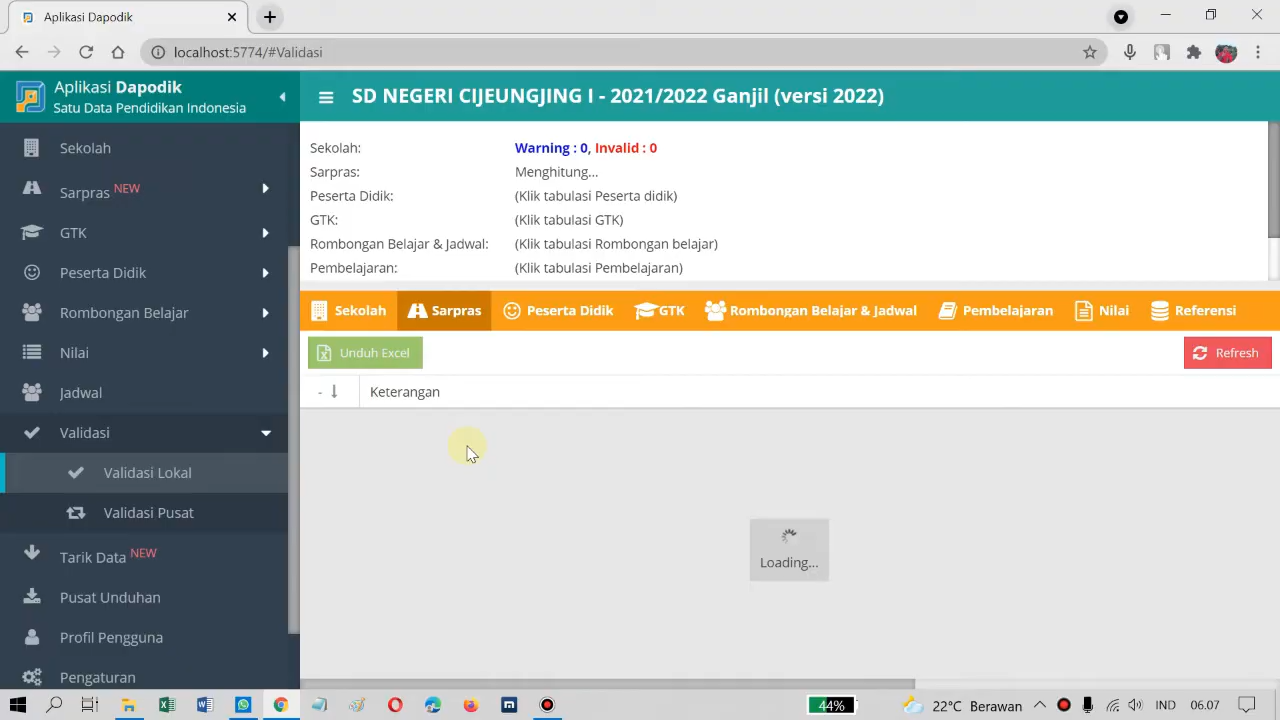 Aplikasi Dapodik
localhost:5774/#Validasi
Aplikasi Dapodik
Satu Data Pendidikan Indonesia
SD NEGERI CIJEUNGJING I - 2021/2022 Ganjil (versi 2022)
Sekolah
Sarpras NEW
GTK
Peserta Didik
Rombongan Belajar
Nilai
Jadwal
Validasi
Validasi Lokal
Validasi Pusat
Tarik Data NEW
Pusat Unduhan
Profil Pengguna
Pengaturan
Sekolah: Warning : 0, Invalid : 0
Sarpras: Menghitung...
Peserta Didik: (Klik tabulasi Peserta didik)
GTK: (Klik tabulasi GTK)
Rombongan Belajar & Jadwal: (Klik tabulasi Rombongan belajar)
Pembelajaran: (Klik tabulasi Pembelajaran)
Sekolah Sarpras Peserta Didik GTK Rombongan Belajar & Jadwal Pembelajaran Nilai Referensi
Unduh Excel Refresh
- Keterangan
Loading...
44% 22°C Berawan IND 06.07